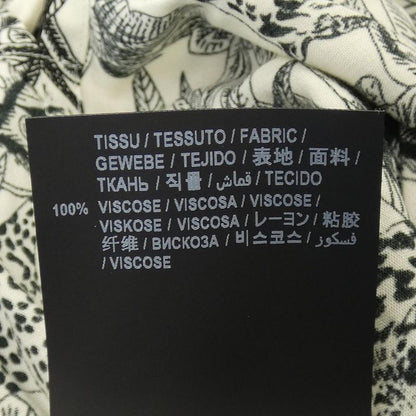 TISSU / TESSUTO / FABRIC /
GEWEBE / TEJIDO / 表地 / 面料 /
ТКАНЬ / 직물 / قماش / TECIDO
100% VISCOSE / VISCOSA / VISCOSE /
VISKOSE / VISCOSA / レーヨン / 粘胶
纤维 / ВИСКОЗА / 비스코스 / فسكوز
/ VISCOSE